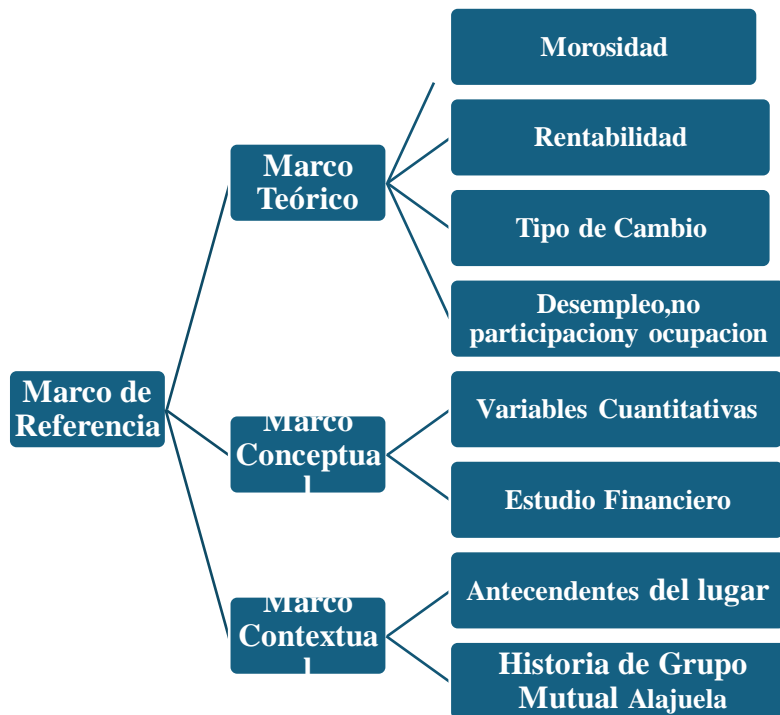 Marco de
Referencia
Marco
Teórico
Morosidad
Rentabilidad
Tipo de Cambio
Desempleo,no
participaciony ocupacion
Marco
Conceptua
l
Variables Cuantitativas
Estudio Financiero
Marco
Contextua
l
Antecendentes del lugar
Historia de Grupo
Mutual Alajuela